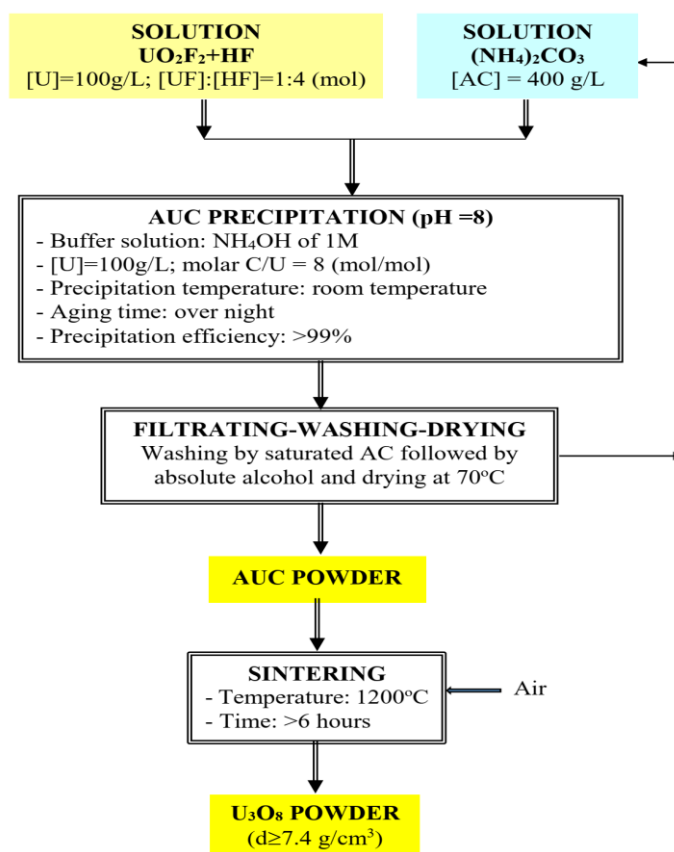 SOLUTION
UO₂F₂+HF
[U]=100g/L; [UF]:[HF]=1:4 (mol)
SOLUTION
(NH₄)₂CO₃
[AC] = 400 g/L
AUC PRECIPITATION (pH =8)
- Buffer solution: NH₄OH of 1M
- [U]=100g/L; molar C/U = 8 (mol/mol)
- Precipitation temperature: room temperature
- Aging time: over night
- Precipitation efficiency: >99%
FILTRATING-WASHING-DRYING
Washing by saturated AC followed by
absolute alcohol and drying at 70ºC
AUC POWDER
SINTERING
- Temperature: 1200ºC
- Time: >6 hours
Air
U₃O₈ POWDER
(d≥7.4 g/cm³)